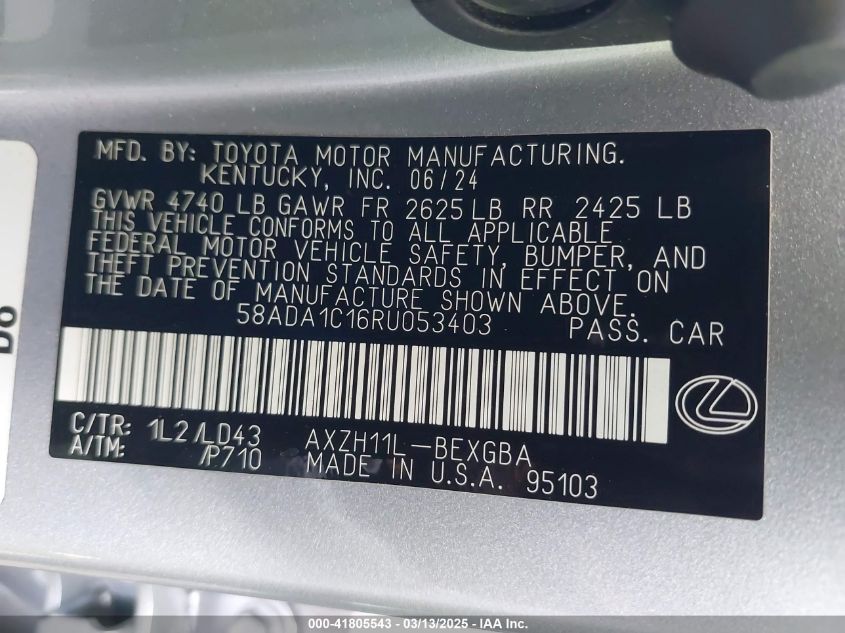 MFD. BY: TOYOTA MOTOR MANUFACTURING.
KENTUCKY, INC. 06/24
GVWR 4740 LB GAWR FR 2625 LB RR 2425 LB
THIS VEHICLE CONFORMS TO ALL APPLICABLE
FEDERAL MOTOR VEHICLE SAFETY, BUMPER, AND
THEFT PREVENTION STANDARDS IN EFFECT ON
THE DATE OF MANUFACTURE SHOWN ABOVE.
58ADA1C16RU053403 PASS. CAR
C/TR: 1L2/LD43 AXZH11L-BEXGBA
A/TM: /P710 MADE IN U.S.A. 95103
DO
000-41805543 - 03/13/2025 - IAA Inc.